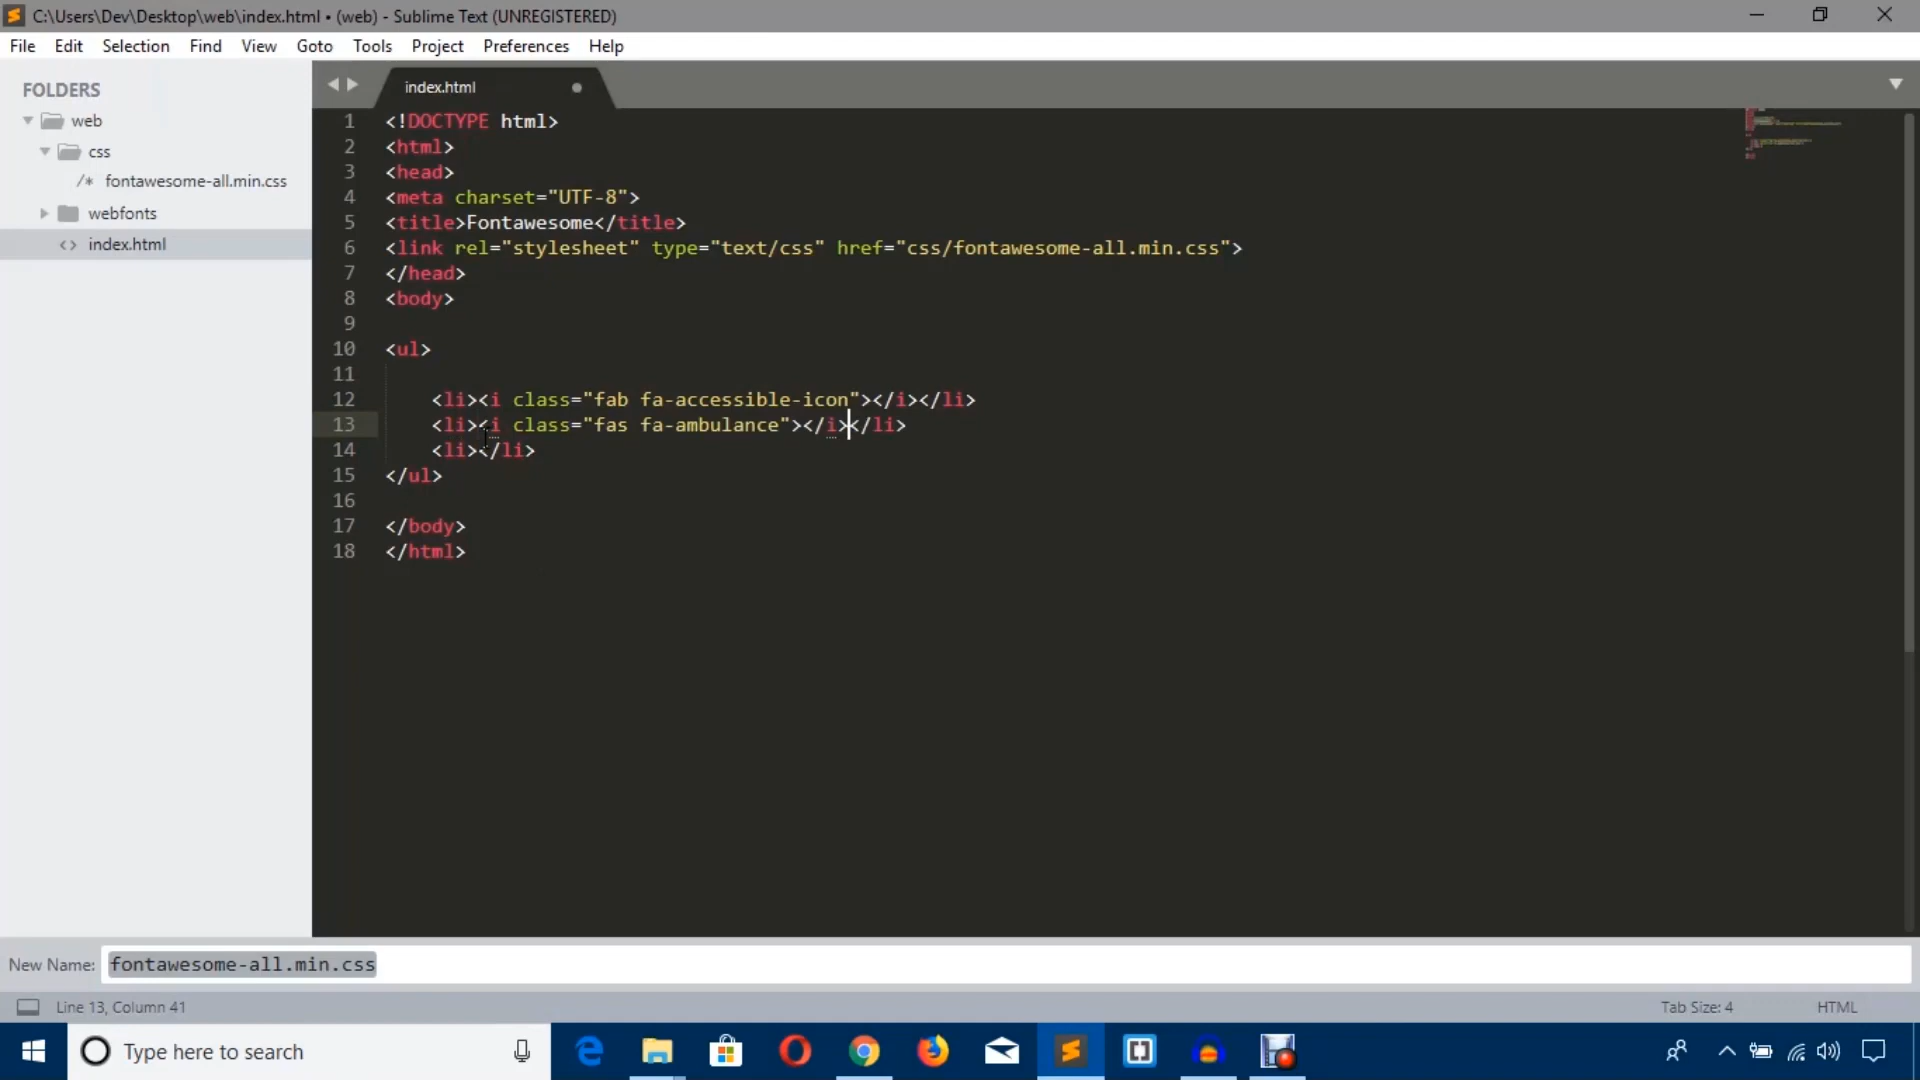 C:\Users\Dev\Desktop\web\index.html • (web) - Sublime Text (UNREGISTERED)
File Edit Selection Find View Goto Tools Project Preferences Help
FOLDERS
web
css
/* fontawesome-all.min.css
webfonts
<> index.html
index.html
1 <!DOCTYPE html>
2 <html>
3 <head>
4 <meta charset="UTF-8">
5 <title>Fontawesome</title>
6 <link rel="stylesheet" type="text/css" href="css/fontawesome-all.min.css">
7 </head>
8 <body>
9
10 <ul>
11
12 <li><i class="fab fa-accessible-icon"></i></li>
13 <li><i class="fas fa-ambulance"></i></li>
14 <li></li>
15 </ul>
16
17 </body>
18 </html>
New Name: fontawesome-all.min.css
Line 13, Column 41 Tab Size: 4 HTML
Type here to search